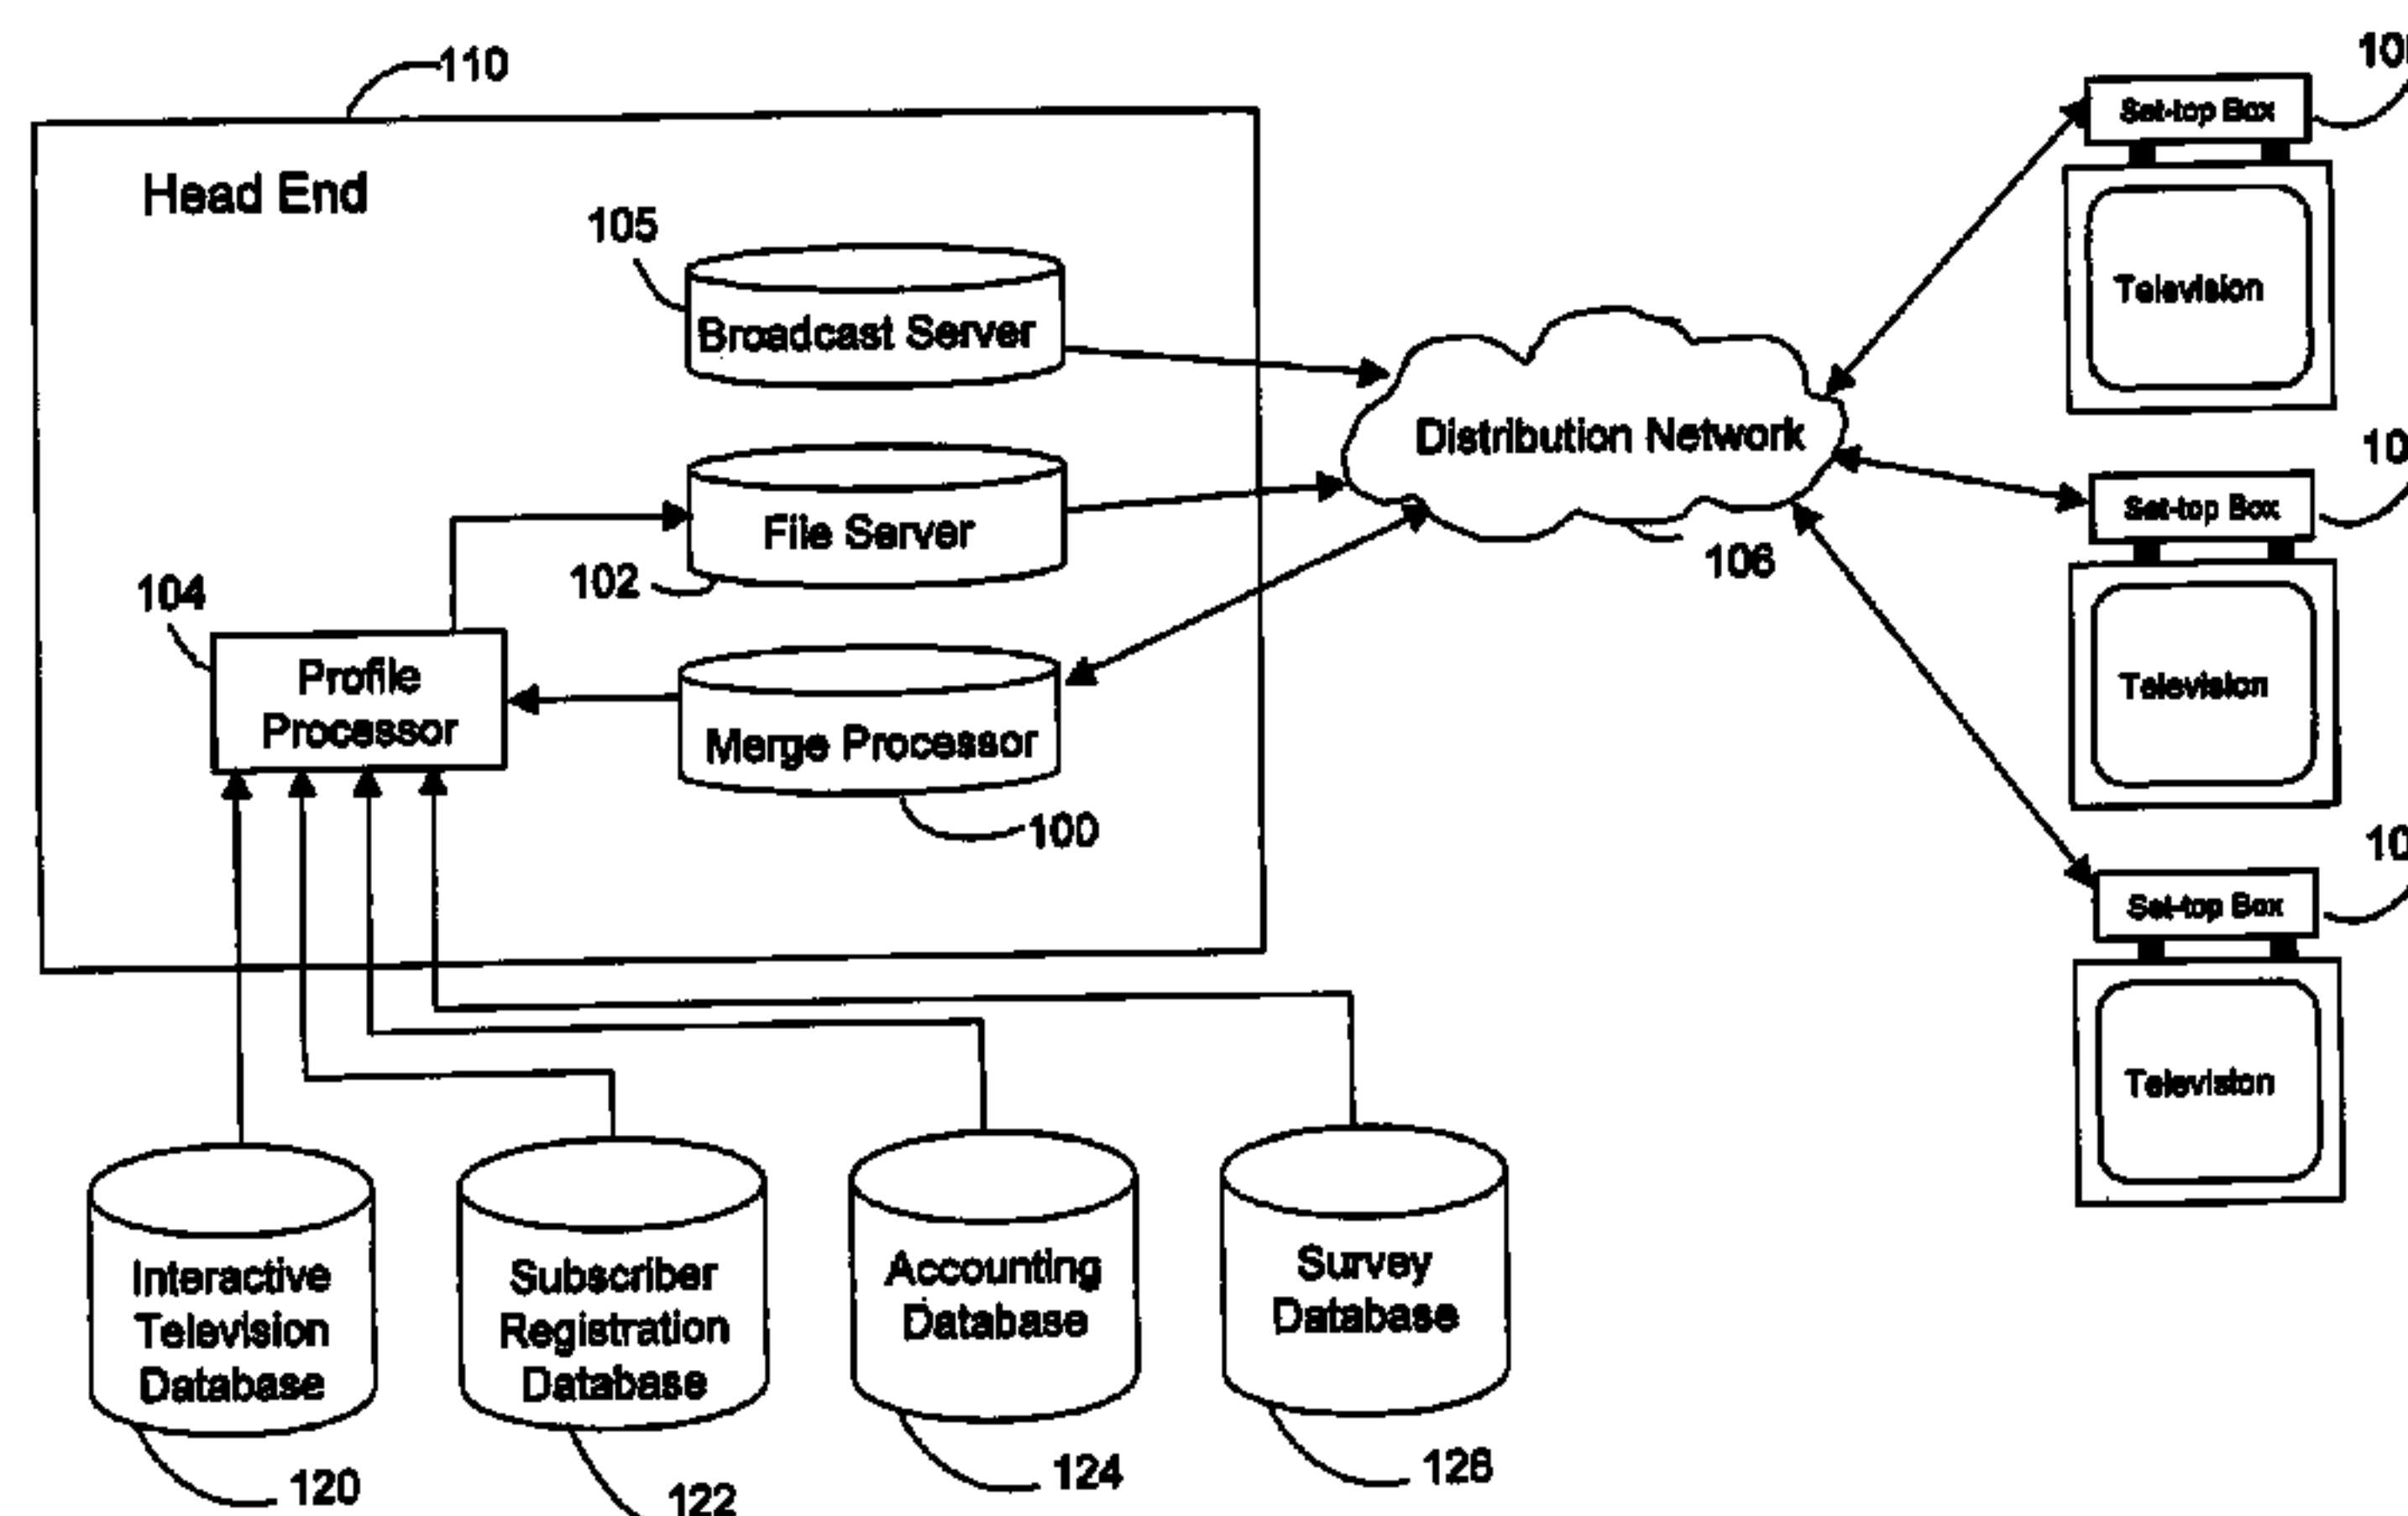 110
Head End
105
Broadcast Server
File Server
102
104
Profile
Processor
Merge Processor
100
Distribution Network
106
Set-top Box
Television
Set-top Box
Television
Set-top Box
Television
Interactive
Television
Database
120
Subscriber
Registration
Database
122
Accounting
Database
124
Survey
Database
126